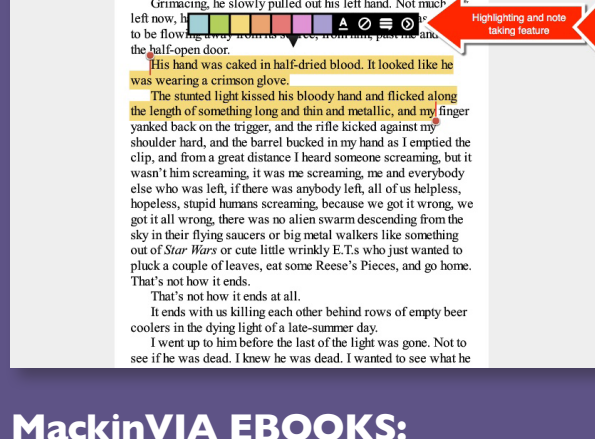 Grimacing, he slowly pulled out his left hand. Not much
left now, h
Highlighting and note
taking feature
to be flow
the half-open door.
His hand was caked in half-dried blood. It looked like he
was wearing a crimson glove.
The stunted light kissed his bloody hand and flicked along
the length of something long and thin and metallic, and my finger
yanked back on the trigger, and the rifle kicked against my
shoulder hard, and the barrel bucked in my hand as I emptied the
clip, and from a great distance I heard someone screaming, but it
wasn't him screaming, it was me screaming, me and everybody
else who was left, if there was anybody left, all of us helpless,
hopeless, stupid humans screaming, because we got it wrong, we
got it all wrong, there was no alien swarm descending from the
sky in their flying saucers or big metal walkers like something
out of Star Wars or cute little wrinkly E.T.s who just wanted to
pluck a couple of leaves, eat some Reese's Pieces, and go home.
That's not how it ends.
That's not how it ends at all.
It ends with us killing each other behind rows of empty beer
coolers in the dying light of a late-summer day.
I went up to him before the last of the light was gone. Not to
see if he was dead. I knew he was dead. I wanted to see what he
MackinVIA EBOOKS: